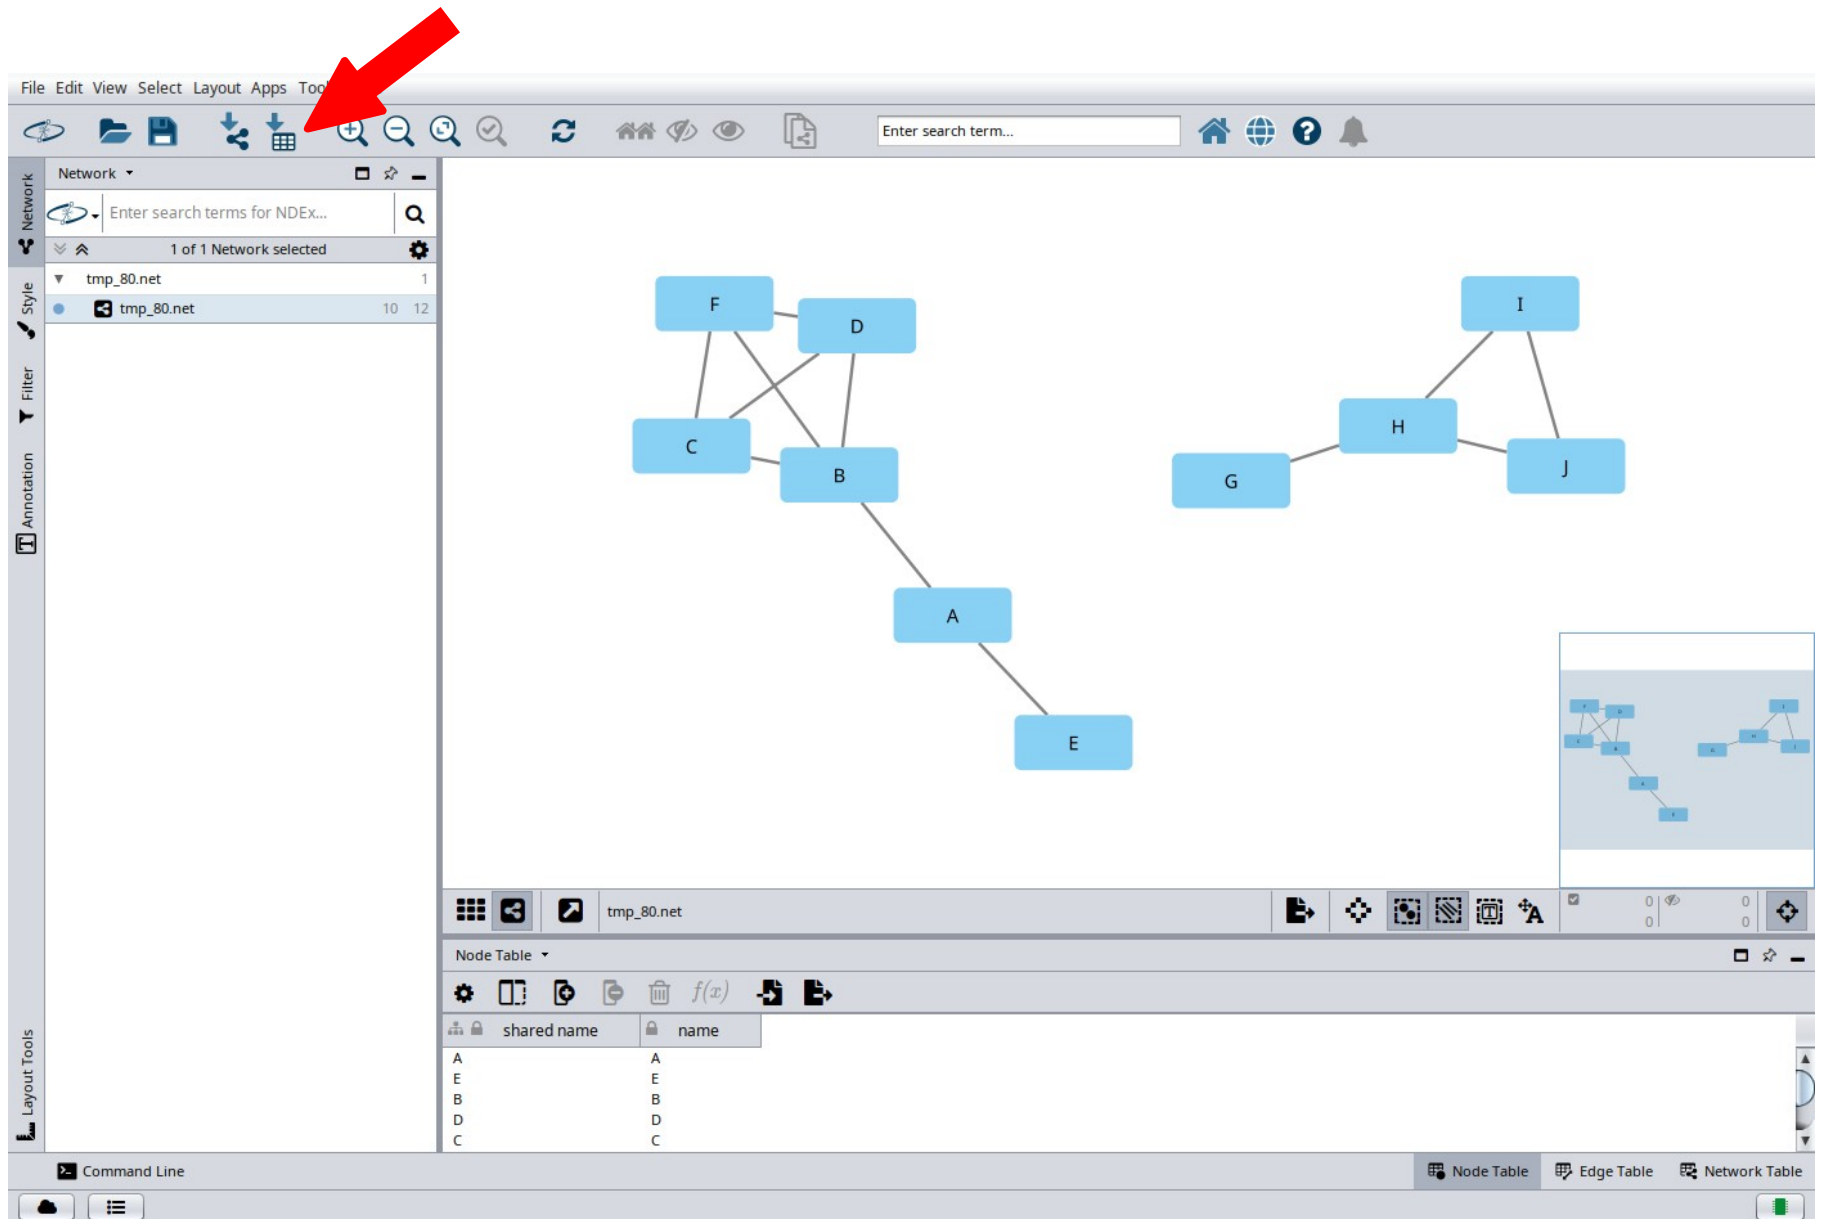 File Edit View Select Layout Apps Too
Enter search term...
Network
Style
Filter
Annotation
Layout Tools
Network
Enter search terms for NDEx...
1 of 1 Network selected
tmp_80.net 1
tmp_80.net 10 12
F
D
C
B
A
E
I
H
G
J
tmp_80.net
A
0 0
0 0
Node Table
f(x)
shared name name
A A
E E
B B
D D
C C
Command Line
Node Table Edge Table Network Table